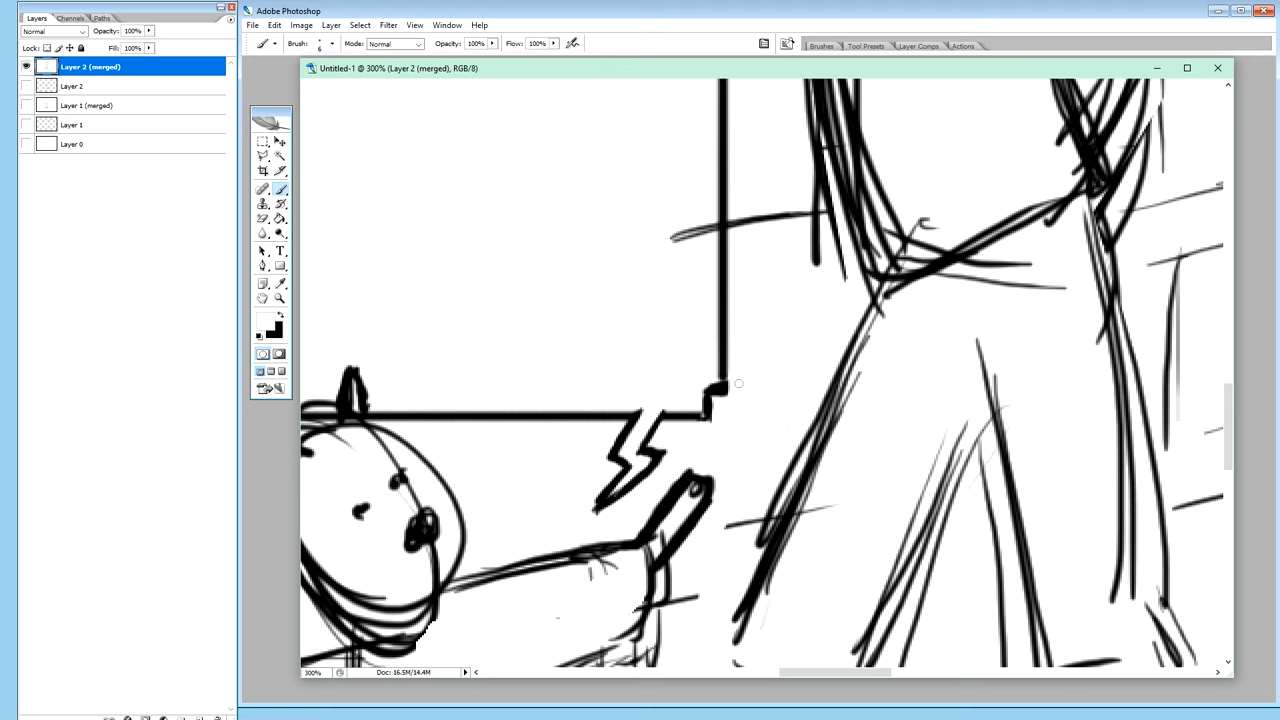 Layers Channels Paths
Normal Opacity: 100%
Lock: Fill: 100%
Layer 2 (merged)
Layer 2
Layer 1 (merged)
Layer 1
Layer 0
Adobe Photoshop
File Edit Image Layer Select Filter View Window Help
Brush: 6 Mode: Normal Opacity: 100% Flow: 100% Brushes Tool Presets Layer Comps Actions
Untitled-1 @ 300% (Layer 2 (merged), RGB/8)
T
300% Doc: 16.5M/14.4M